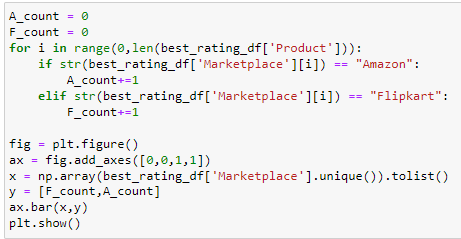 A_count = 0
F_count = 0
for i in range(0,len(best_rating_df['Product'])):
    if str(best_rating_df['Marketplace'][i]) == "Amazon":
        A_count+=1
    elif str(best_rating_df['Marketplace'][i]) == "Flipkart":
        F_count+=1

fig = plt.figure()
ax = fig.add_axes([0,0,1,1])
x = np.array(best_rating_df['Marketplace'].unique()).tolist()
y = [F_count,A_count]
ax.bar(x,y)
plt.show()